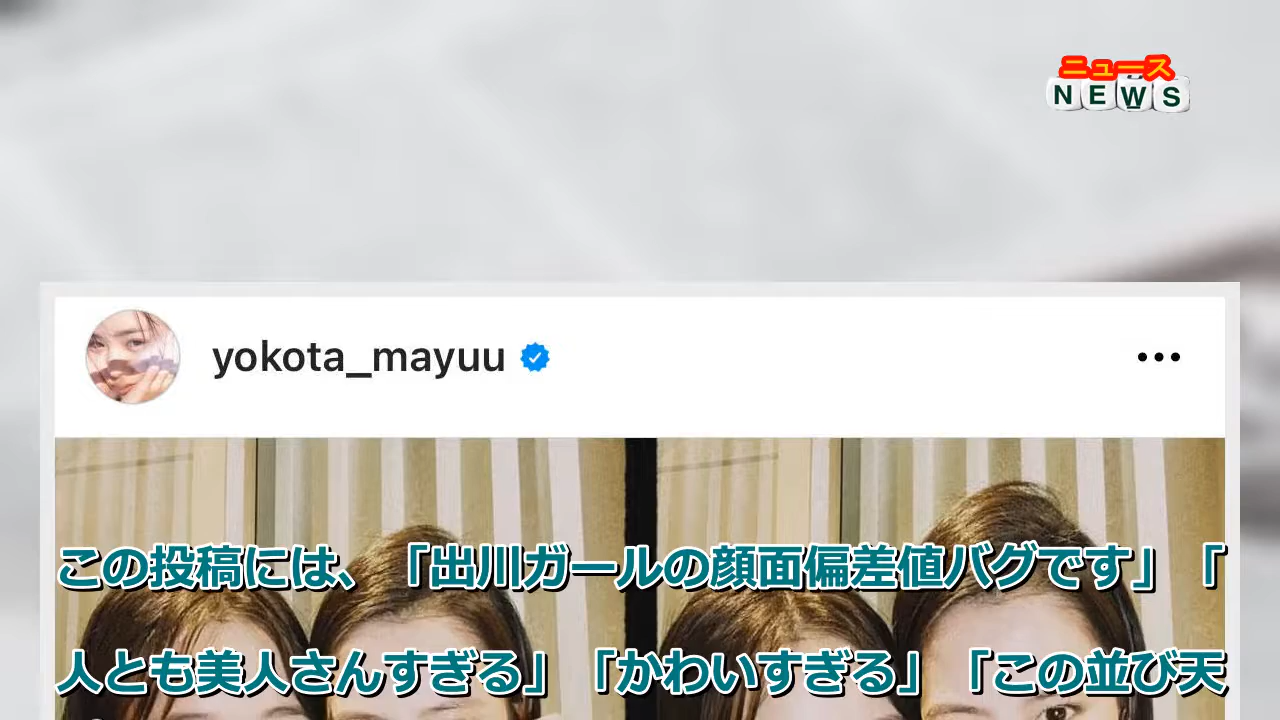 ニュース
NEWS
yokota_mayuu
この投稿には、「出川ガールの顔面偏差値バグです」「
人とも美人さんすぎる」「かわいすぎる」「この並び天